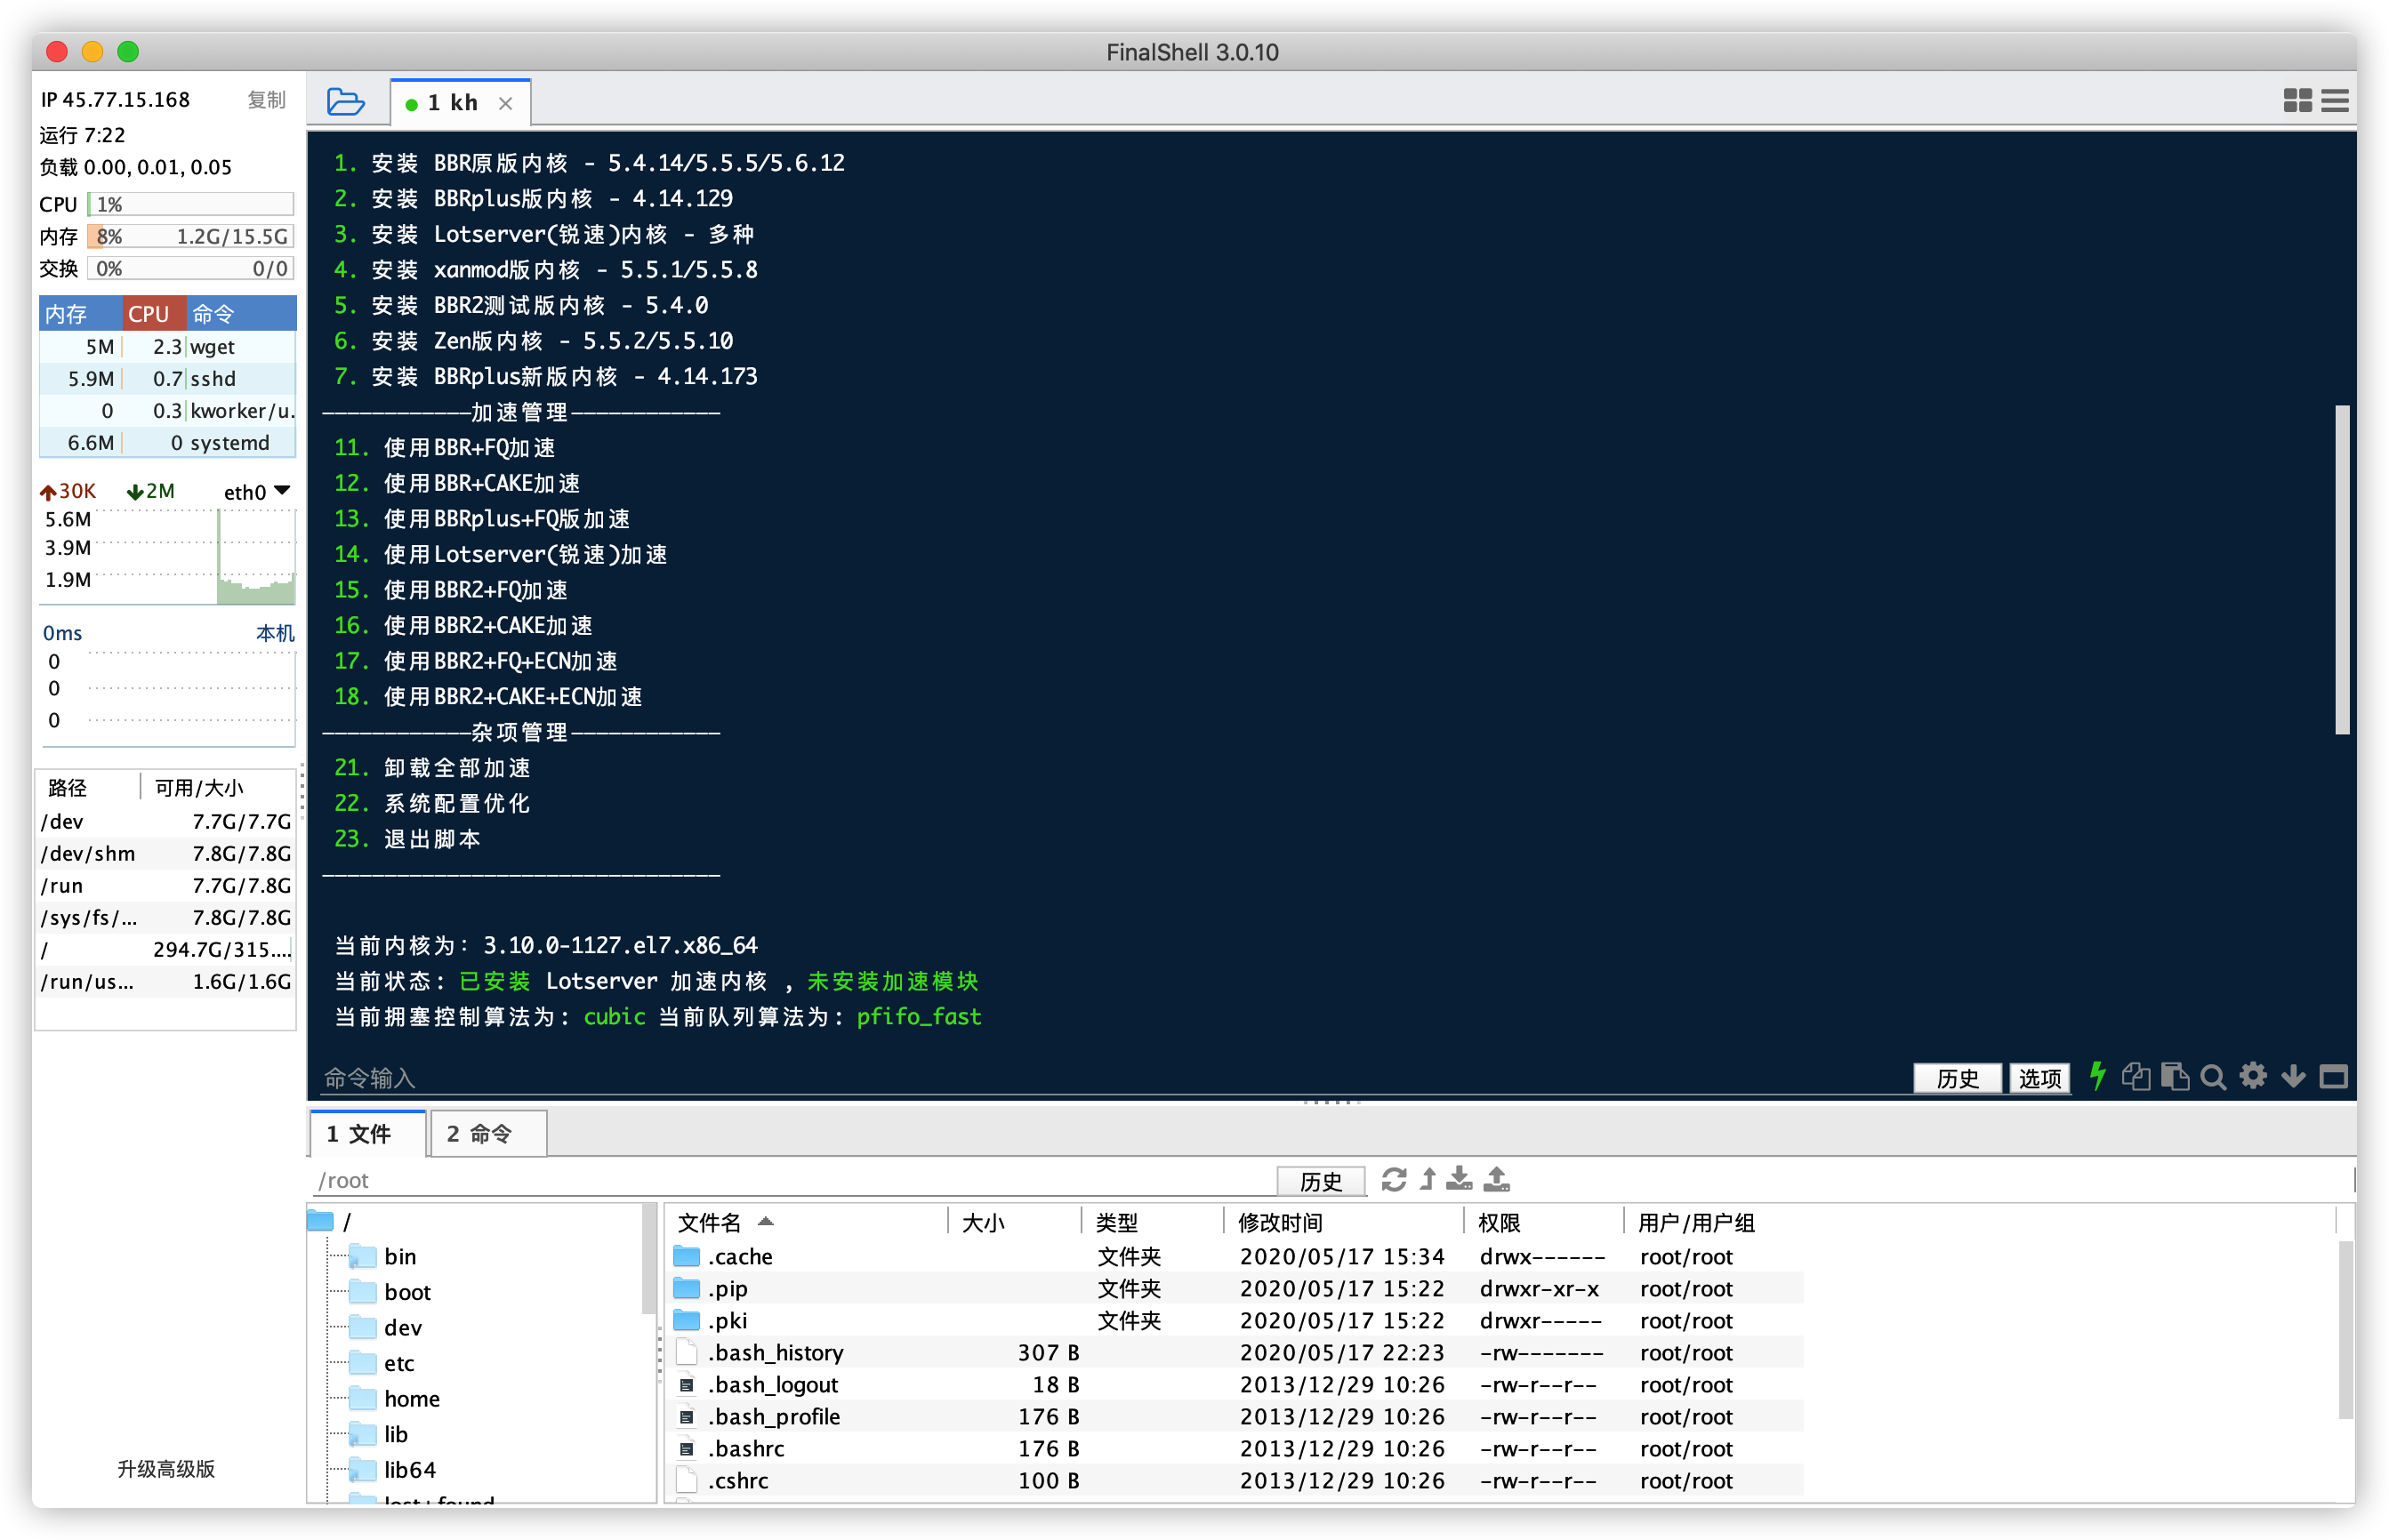 FinalShell 3.0.10
IP 45.77.15.168 复制
运行 7:22
负载 0.00, 0.01, 0.05
CPU 1%
内存 8% 1.2G/15.5G
交换 0% 0/0
内存 CPU 命令
5M 2.3 wget
5.9M 0.7 sshd
0 0.3 kworker/u.
6.6M 0 systemd
30K 2M eth0
5.6M
3.9M
1.9M
0ms 本机
0
0
0
路径 可用/大小
/dev 7.7G/7.7G
/dev/shm 7.8G/7.8G
/run 7.7G/7.8G
/sys/fs/... 7.8G/7.8G
/ 294.7G/315....
/run/us... 1.6G/1.6G
升级高级版
1 kh
1. 安装 BBR原版内核 - 5.4.14/5.5.5/5.6.12
2. 安装 BBRplus版内核 - 4.14.129
3. 安装 Lotserver(锐速)内核 - 多种
4. 安装 xanmod版内核 - 5.5.1/5.5.8
5. 安装 BBR2测试版内核 - 5.4.0
6. 安装 Zen版内核 - 5.5.2/5.5.10
7. 安装 BBRplus新版内核 - 4.14.173
————————————加速管理————————————
11. 使用BBR+FQ加速
12. 使用BBR+CAKE加速
13. 使用BBRplus+FQ版加速
14. 使用Lotserver(锐速)加速
15. 使用BBR2+FQ加速
16. 使用BBR2+CAKE加速
17. 使用BBR2+FQ+ECN加速
18. 使用BBR2+CAKE+ECN加速
————————————杂项管理————————————
21. 卸载全部加速
22. 系统配置优化
23. 退出脚本
————————————————————————————————
当前内核为：3.10.0-1127.el7.x86_64
当前状态: 已安装 Lotserver 加速内核 , 未安装加速模块
当前拥塞控制算法为: cubic 当前队列算法为: pfifo_fast
命令输入 历史 选项
1 文件 2 命令
/root 历史
/
bin
boot
dev
etc
home
lib
lib64
lost+found
文件名 大小 类型 修改时间 权限 用户/用户组
.cache 文件夹 2020/05/17 15:34 drwx------ root/root
.pip 文件夹 2020/05/17 15:22 drwxr-xr-x root/root
.pki 文件夹 2020/05/17 15:22 drwxr----- root/root
.bash_history 307 B 2020/05/17 22:23 -rw------- root/root
.bash_logout 18 B 2013/12/29 10:26 -rw-r--r-- root/root
.bash_profile 176 B 2013/12/29 10:26 -rw-r--r-- root/root
.bashrc 176 B 2013/12/29 10:26 -rw-r--r-- root/root
.cshrc 100 B 2013/12/29 10:26 -rw-r--r-- root/root